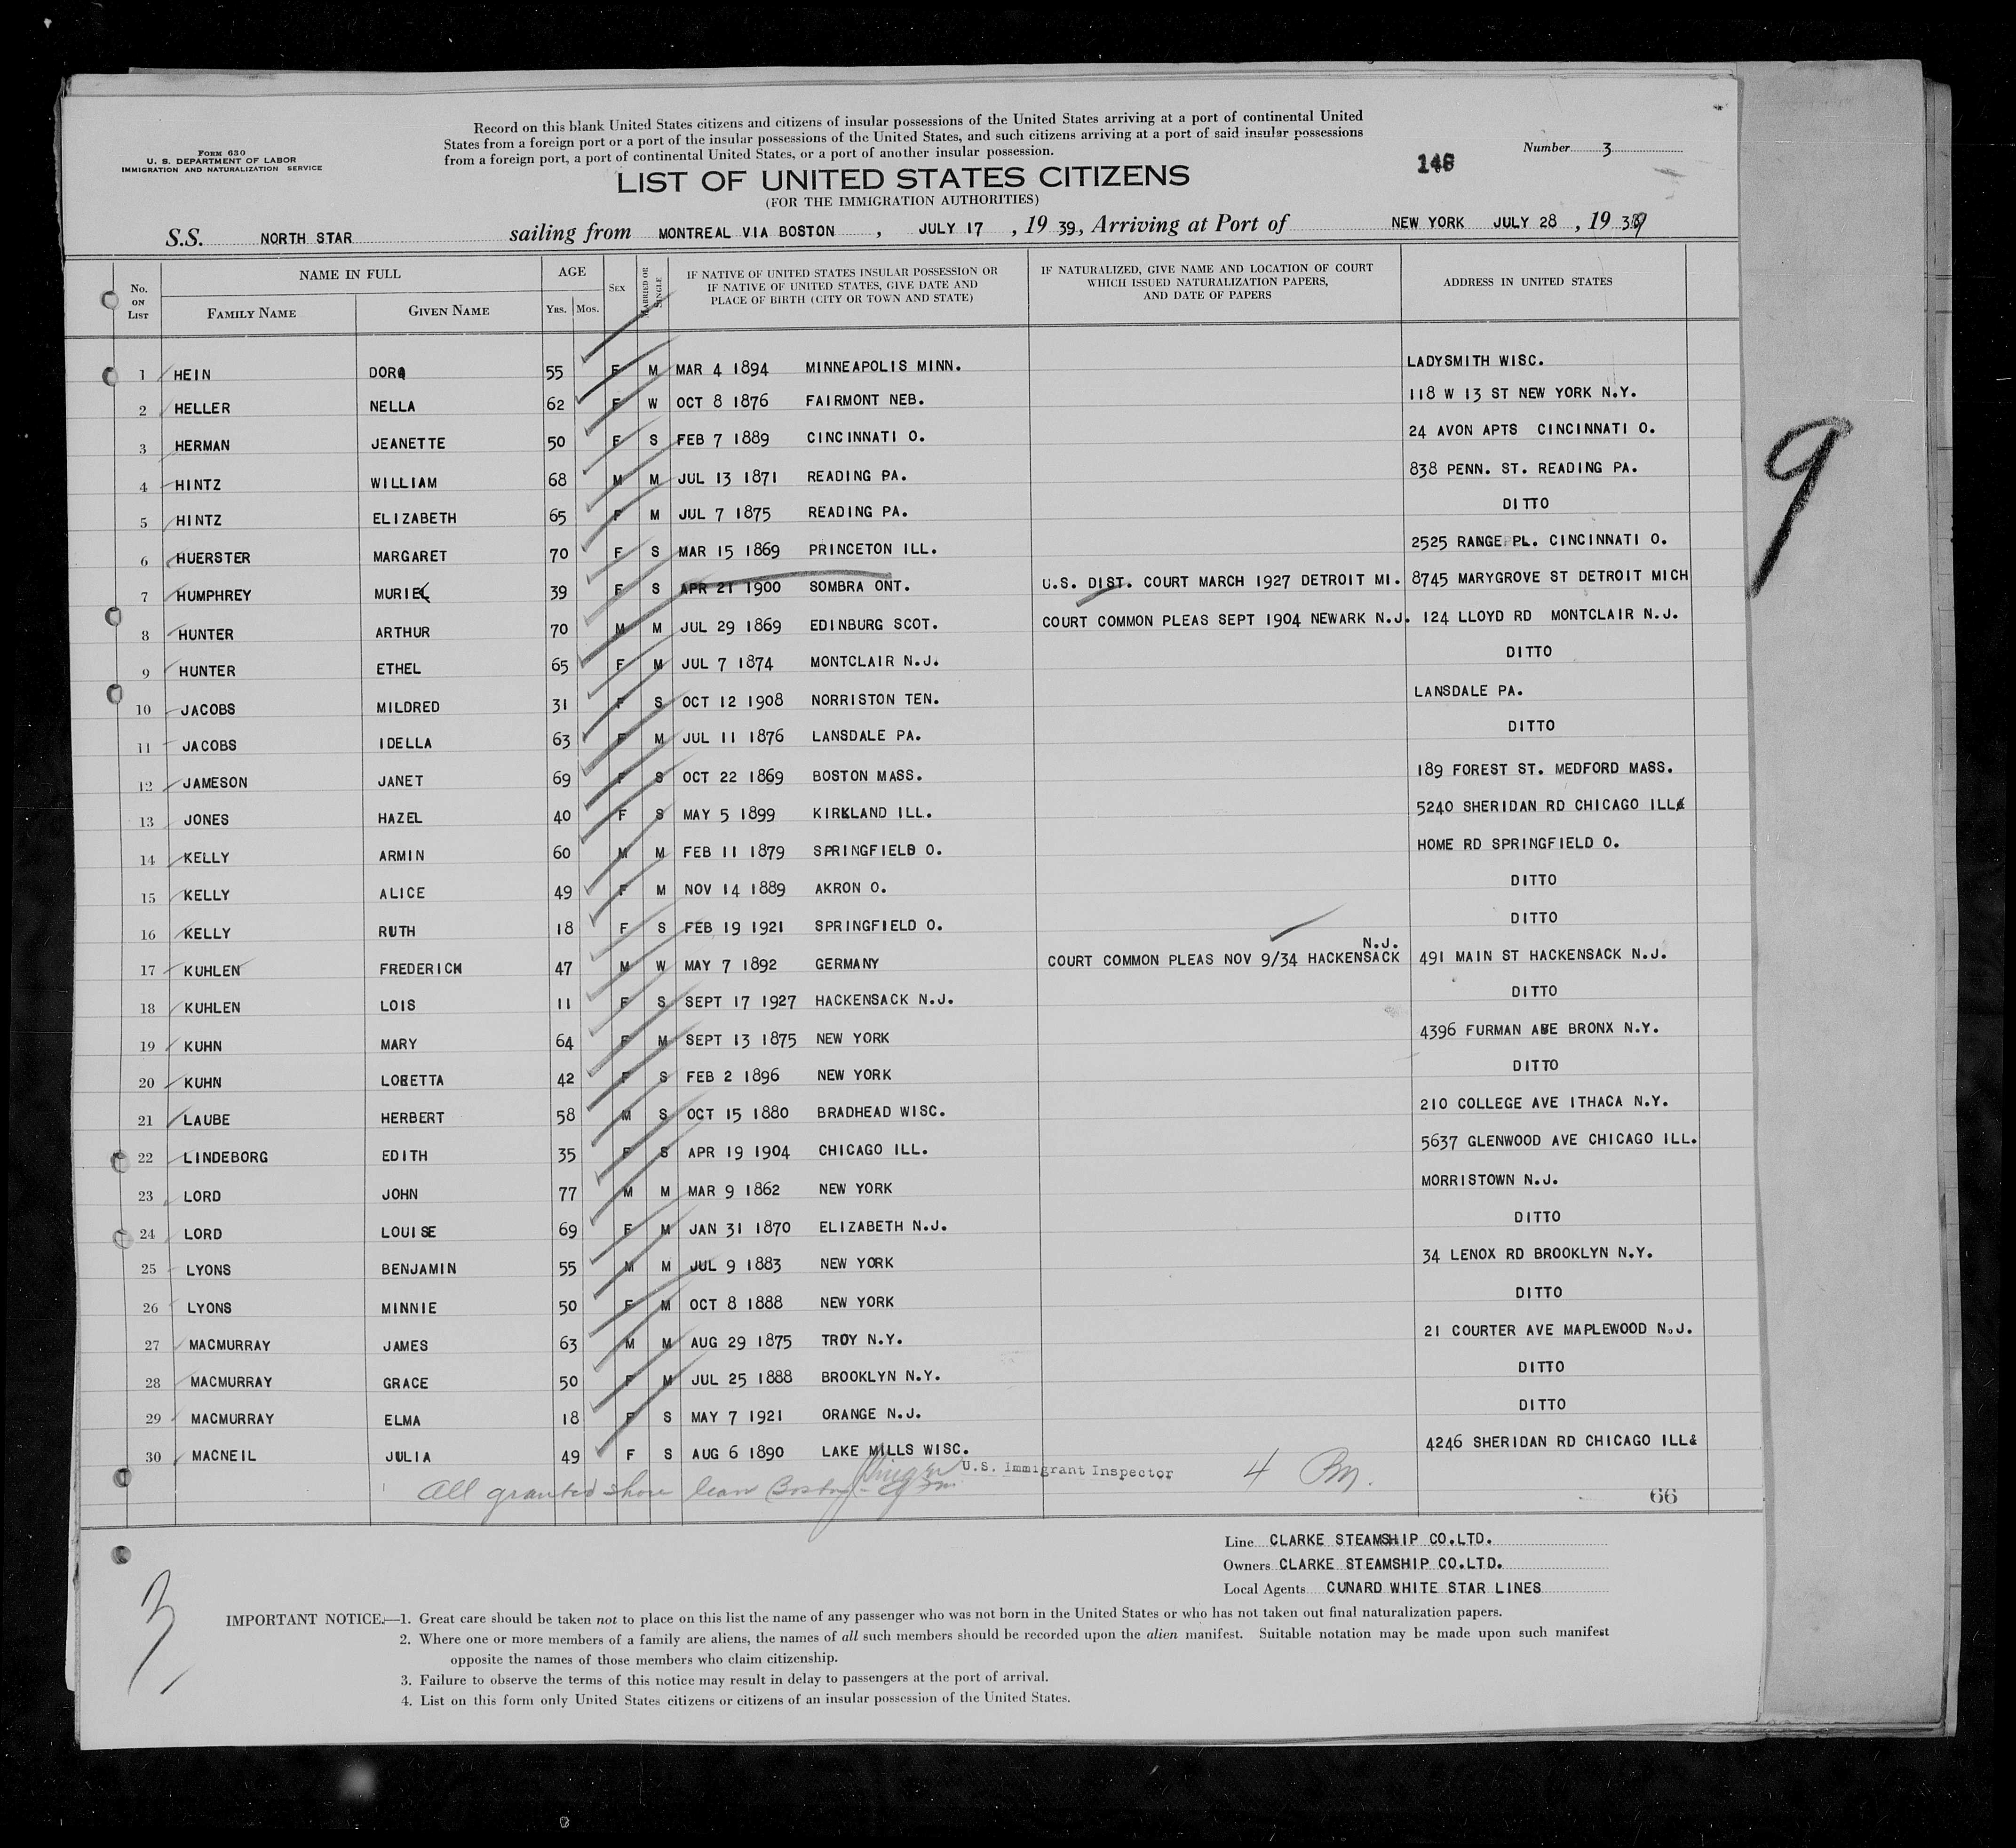 Record on this blank United States citizens and citizens of insular possessions of the United States arriving at a port of continental United
States from a foreign port or a port of the insular possessions of the United States, and such citizens arriving at a port of said insular possessions
from a foreign port, a port of continental United States, or a port of another insular possession.
FORM 630
U. S. DEPARTMENT OF LABOR
IMMIGRATION AND NATURALIZATION SERVICE
Number 3
148
LIST OF UNITED STATES CITIZENS
(FOR THE IMMIGRATION AUTHORITIES)
S.S. NORTH STAR sailing from MONTREAL VIA BOSTON , JULY 17 , 19 39, Arriving at Port of NEW YORK JULY 28 , 19 39
No. ON LIST NAME IN FULL FAMILY NAME GIVEN NAME AGE YRS. MOS. SEX MARRIED OR SINGLE IF NATIVE OF UNITED STATES INSULAR POSSESSION OR IF NATIVE OF UNITED STATES, GIVE DATE AND PLACE OF BIRTH (CITY OR TOWN AND STATE) IF NATURALIZED, GIVE NAME AND LOCATION OF COURT WHICH ISSUED NATURALIZATION PAPERS, AND DATE OF PAPERS ADDRESS IN UNITED STATES
1 HEIN DORA 55 F M MAR 4 1894 MINNEAPOLIS MINN. LADYSMITH WISC.
2 HELLER NELLA 62 F W OCT 8 1876 FAIRMONT NEB. 118 W 13 ST NEW YORK N.Y.
3 HERMAN JEANETTE 50 F S FEB 7 1889 CINCINNATI O. 24 AVON APTS CINCINNATI O.
4 HINTZ WILLIAM 68 M M JUL 13 1871 READING PA. 838 PENN. ST. READING PA.
5 HINTZ ELIZABETH 65 F M JUL 7 1875 READING PA. DITTO
6 HUERSTER MARGARET 70 F S MAR 15 1869 PRINCETON ILL. 2525 RANGE PL. CINCINNATI O.
7 HUMPHREY MURIEL 39 F S APR 21 1900 SOMBRA ONT. U.S. DIST. COURT MARCH 1927 DETROIT MI. 8745 MARYGROVE ST DETROIT MICH
8 HUNTER ARTHUR 70 M M JUL 29 1869 EDINBURG SCOT. COURT COMMON PLEAS SEPT 1904 NEWARK N.J. 124 LLOYD RD MONTCLAIR N.J.
9 HUNTER ETHEL 65 F M JUL 7 1874 MONTCLAIR N.J. DITTO
10 JACOBS MILDRED 31 F S OCT 12 1908 NORRISTON TEN. LANSDALE PA.
11 JACOBS IDELLA 63 F M JUL 11 1876 LANSDALE PA. DITTO
12 JAMESON JANET 69 F S OCT 22 1869 BOSTON MASS. 189 FOREST ST. MEDFORD MASS.
13 JONES HAZEL 40 F S MAY 5 1899 KIRKLAND ILL. 5240 SHERIDAN RD CHICAGO ILL
14 KELLY ARMIN 60 M M FEB 11 1879 SPRINGFIELD O. HOME RD SPRINGFIELD O.
15 KELLY ALICE 49 F M NOV 14 1889 AKRON O. DITTO
16 KELLY RUTH 18 F S FEB 19 1921 SPRINGFIELD O. DITTO
17 KUHLEN FREDERICK 47 M W MAY 7 1892 GERMANY COURT COMMON PLEAS NOV 9/34 HACKENSACK N.J. 491 MAIN ST HACKENSACK N.J.
18 KUHLEN LOIS 11 F S SEPT 17 1927 HACKENSACK N.J. DITTO
19 KUHN MARY 64 F M SEPT 13 1875 NEW YORK 4396 FURMAN AVE BRONX N.Y.
20 KUHN LORETTA 42 F S FEB 2 1896 NEW YORK DITTO
21 LAUBE HERBERT 58 M S OCT 15 1880 BRADHEAD WISC. 210 COLLEGE AVE ITHACA N.Y.
22 LINDEBORG EDITH 35 F S APR 19 1904 CHICAGO ILL. 5637 GLENWOOD AVE CHICAGO ILL.
23 LORD JOHN 77 M M MAR 9 1862 NEW YORK MORRISTOWN N.J.
24 LORD LOUISE 69 F M JAN 31 1870 ELIZABETH N.J. DITTO
25 LYONS BENJAMIN 55 M M JUL 9 1883 NEW YORK 34 LENOX RD BROOKLYN N.Y.
26 LYONS MINNIE 50 F M OCT 8 1888 NEW YORK DITTO
27 MACMURRAY JAMES 63 M M AUG 29 1875 TROY N.Y. 21 COURTER AVE MAPLEWOOD N.J.
28 MACMURRAY GRACE 50 F M JUL 25 1888 BROOKLYN N.Y. DITTO
29 MACMURRAY ELMA 18 F S MAY 7 1921 ORANGE N.J. DITTO
30 MACNEIL JULIA 49 F S AUG 6 1890 LAKE MILLS WISC. 4246 SHERIDAN RD CHICAGO ILL&
U.S. Immigrant Inspector
All granted shore leave Boston
4
66
9
Line CLARKE STEAMSHIP CO.LTD.
Owners CLARKE STEAMSHIP CO.LTD.
Local Agents CUNARD WHITE STAR LINES
3
IMPORTANT NOTICE.—1. Great care should be taken not to place on this list the name of any passenger who was not born in the United States or who has not taken out final naturalization papers.
2. Where one or more members of a family are aliens, the names of all such members should be recorded upon the alien manifest. Suitable notation may be made upon such manifest
opposite the names of those members who claim citizenship.
3. Failure to observe the terms of this notice may result in delay to passengers at the port of arrival.
4. List on this form only United States citizens or citizens of an insular possession of the United States.